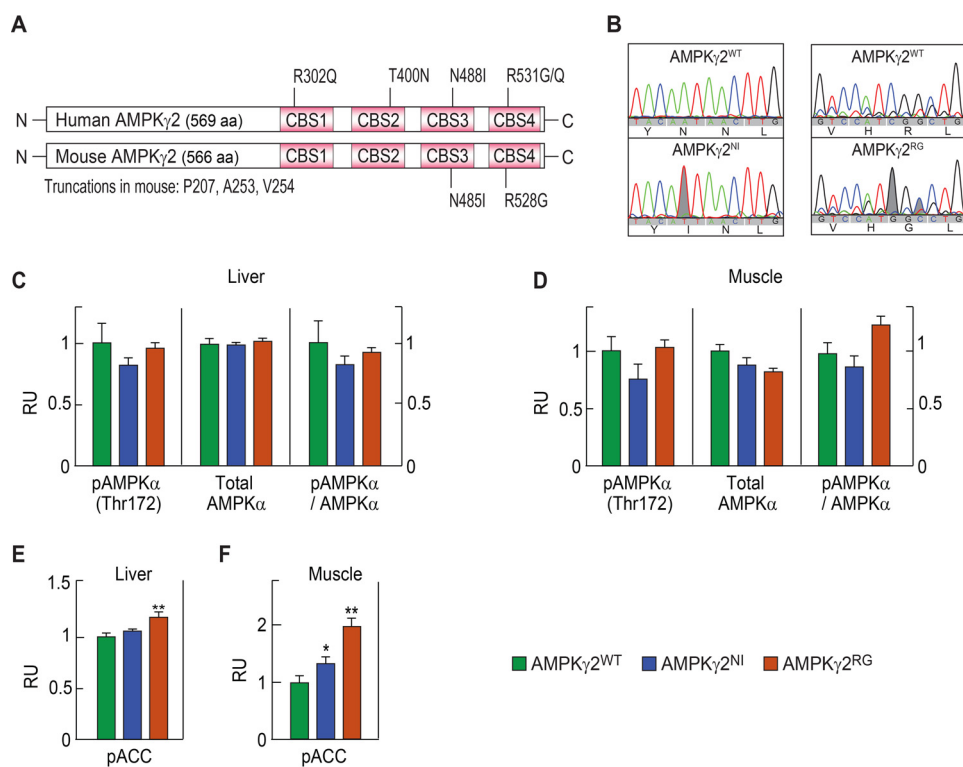 A
R302Q
T400N
N488I
R531G/Q
N
Human AMPKγ2 (569 aa)
CBS1
CBS2
CBS3
CBS4
C
N
Mouse AMPKγ2 (566 aa)
CBS1
CBS2
CBS3
CBS4
C
Truncations in mouse: P207, A253, V254
N485I
R528G
B
AMPKγ2WT
T A C A A T A A C T T G
Y N N L
AMPKγ2NI
T A C A T T A A C T T G
Y I N L
AMPKγ2WT
G T C C A T C G G C T G
V H R L
AMPKγ2RG
G T C C A T G G C C T G
V H G L
C
Liver
RU
1
0.5
0
1
0.5
0
pAMPKα
(Thr172)
Total
AMPKα
pAMPKα
/ AMPKα
D
Muscle
RU
1
0.5
0
1
0.5
0
pAMPKα
(Thr172)
Total
AMPKα
pAMPKα
/ AMPKα
E
Liver
RU
1.5
1
0.5
0
**
pACC
F
Muscle
RU
2
1
0
*
**
pACC
AMPKγ2WT
AMPKγ2NI
AMPKγ2RG